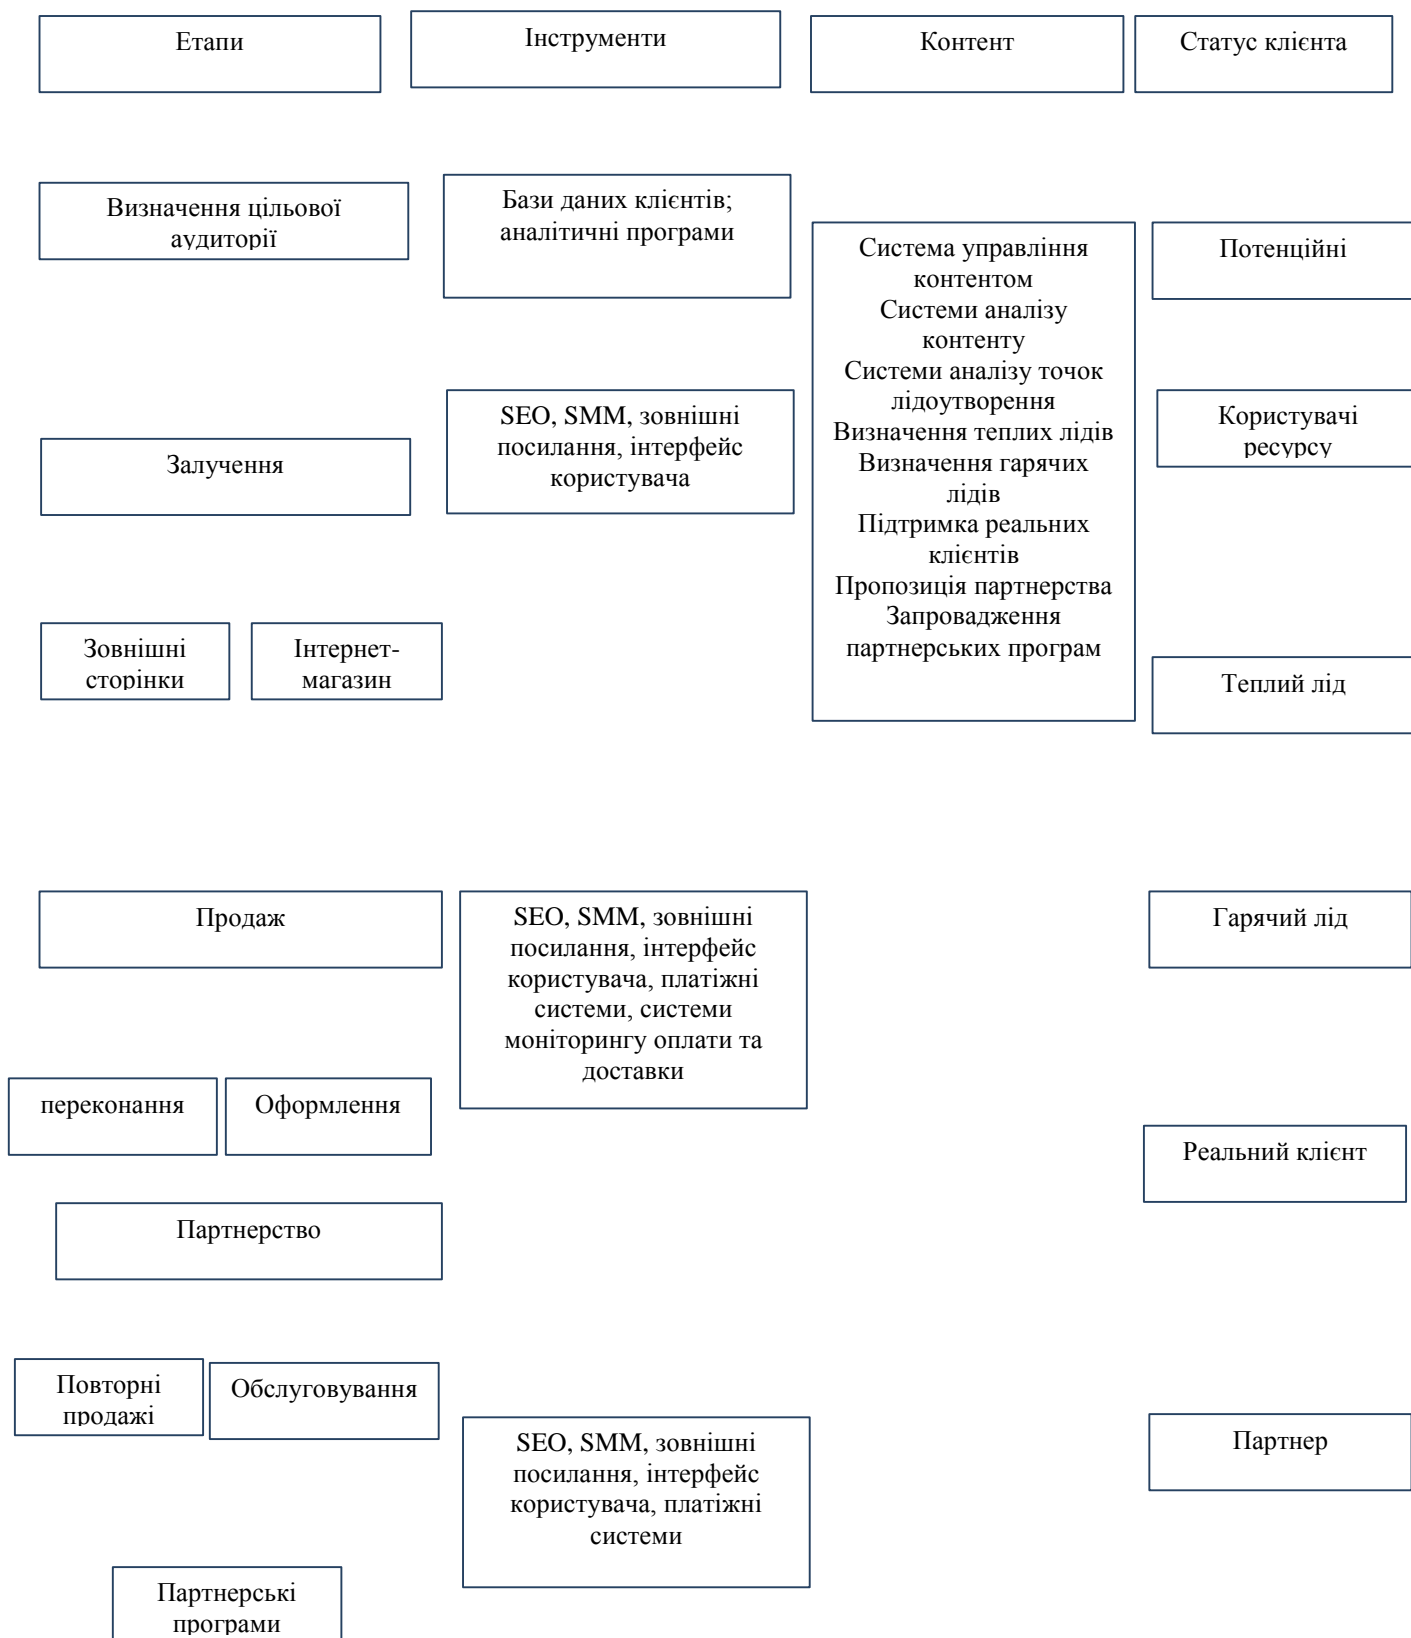 Етапи
Інструменти
Контент
Статус клієнта
Визначення цільової
аудиторії
Бази даних клієнтів;
аналітичні програми
Система управління
контентом
Системи аналізу
контенту
Системи аналізу точок
лідоутворення
Визначення теплих лідів
Визначення гарячих
лідів
Підтримка реальних
клієнтів
Пропозиція партнерства
Запровадження
партнерських програм
Потенційні
Залучення
SEO, SMM, зовнішні
посилання, інтерфейс
користувача
Користувачі
ресурсу
Зовнішні
сторінки
Інтернет-
магазин
Теплий лід
Продаж
SEO, SMM, зовнішні
посилання, інтерфейс
користувача, платіжні
системи, системи
моніторингу оплати та
доставки
Гарячий лід
переконання
Оформлення
Реальний клієнт
Партнерство
Повторні
продажі
Обслуговування
SEO, SMM, зовнішні
посилання, інтерфейс
користувача, платіжні
системи
Партнер
Партнерські
програми